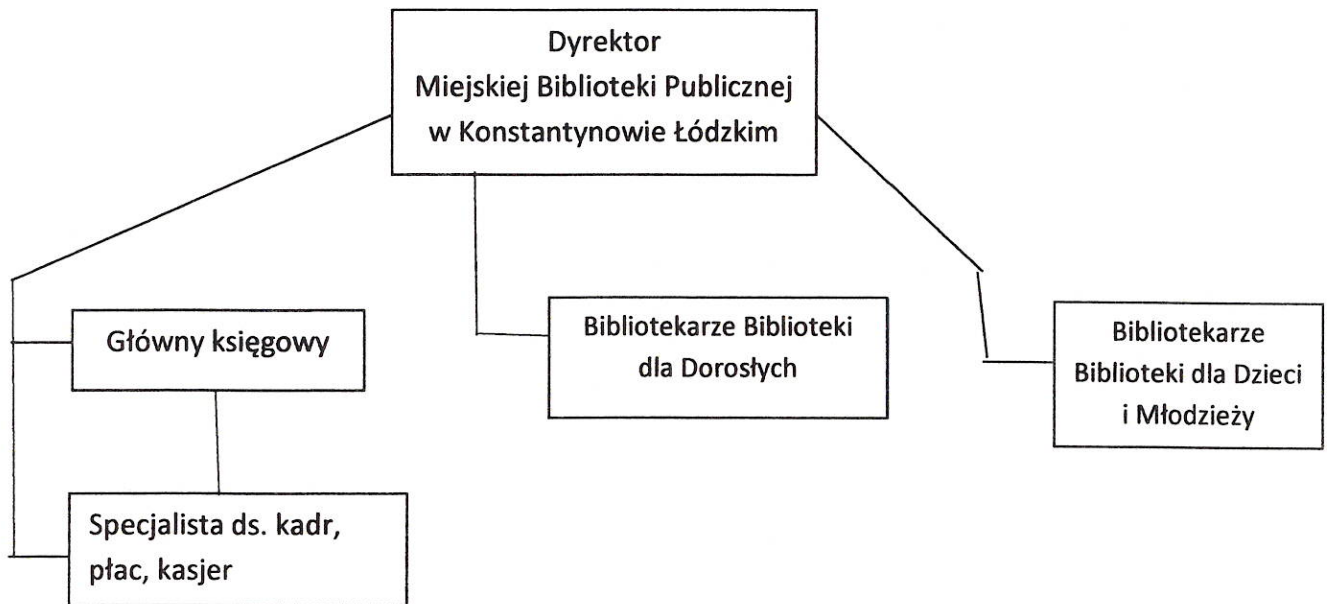 Dyrektor
Miejskiej Biblioteki Publicznej
w Konstantynowie Łódzkim
Główny księgowy
Bibliotekarze Biblioteki
dla Dorosłych
Bibliotekarze
Biblioteki dla Dzieci
i Młodzieży
Specjalista ds. kadr,
płac, kasjer